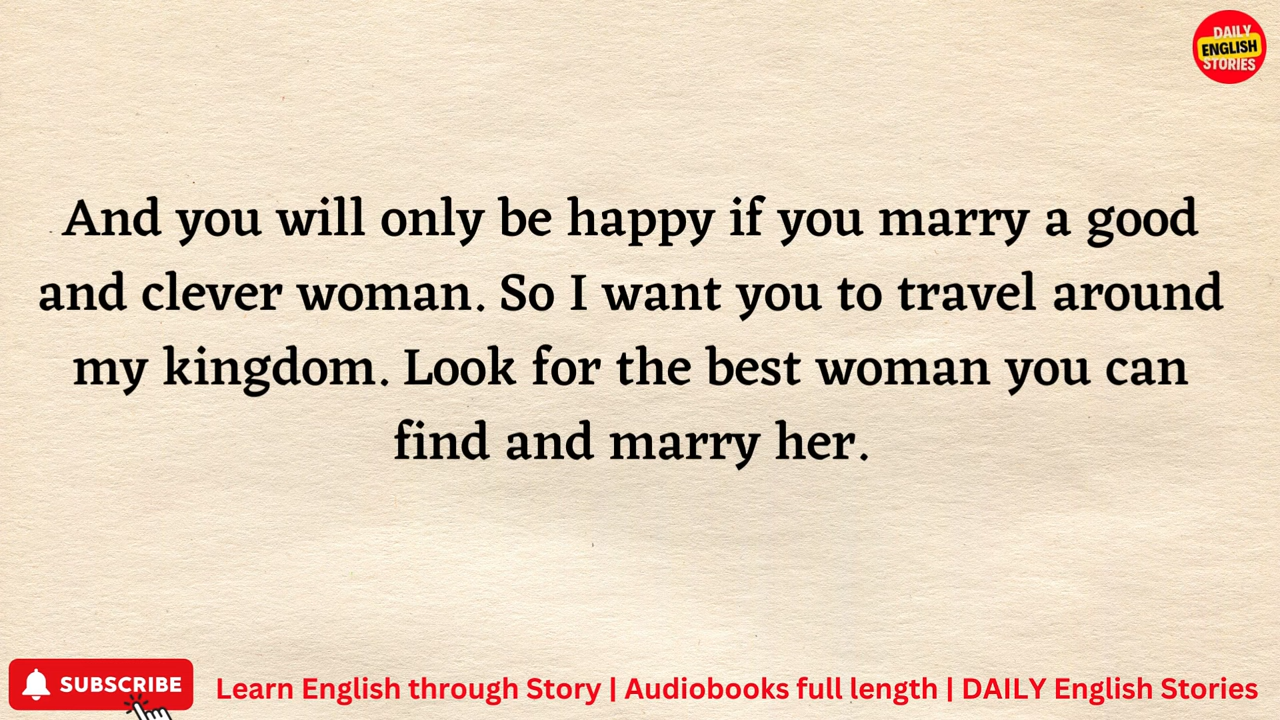 DAILY
ENGLISH
STORIES
And you will only be happy if you marry a good
and clever woman. So I want you to travel around
my kingdom. Look for the best woman you can
find and marry her.
SUBSCRIBE
Learn English through Story | Audiobooks full length | DAILY English Stories